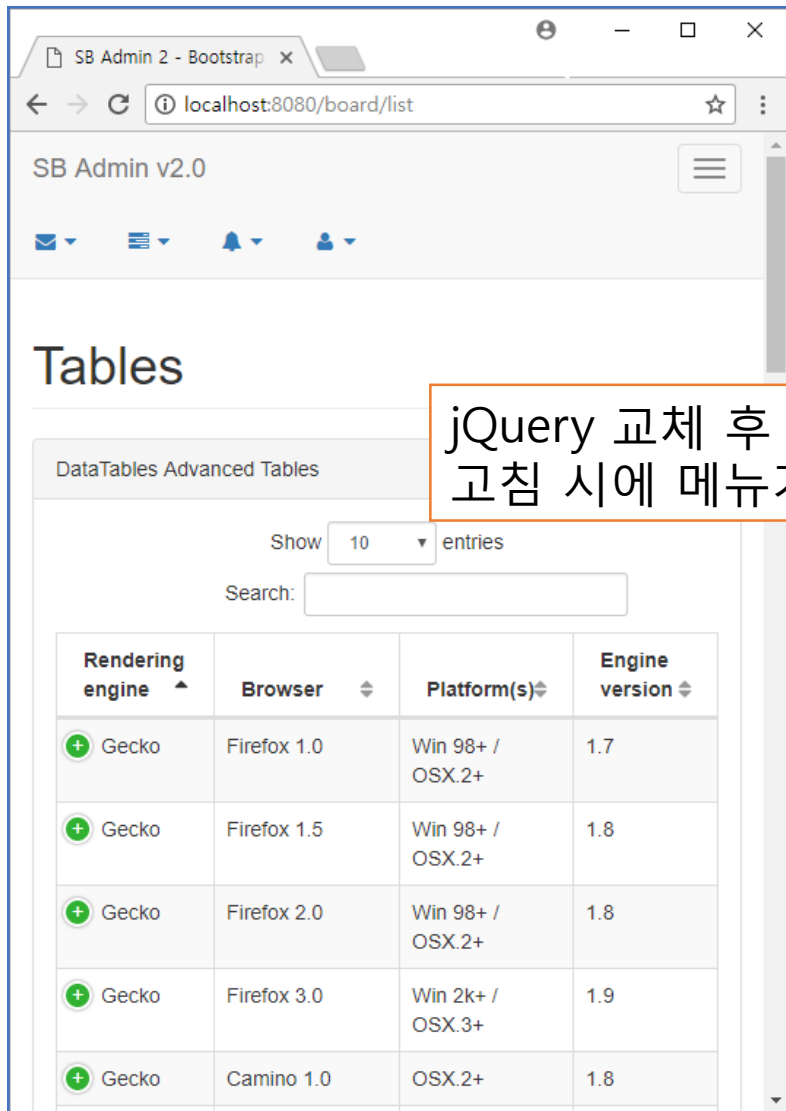 SB Admin 2 - Bootstrap
localhost:8080/board/list
SB Admin v2.0
Tables
jQuery 교체 후
고침 시에
DataTables Advanced Tables
Show 10 entries
Search:
Rendering engine Browser Platform(s) Engine version
Gecko Firefox 1.0 Win 98+ / OSX.2+ 1.7
Gecko Firefox 1.5 Win 98+ / OSX.2+ 1.8
Gecko Firefox 2.0 Win 98+ / OSX.2+ 1.8
Gecko Firefox 3.0 Win 2k+ / OSX.3+ 1.9
Gecko Camino 1.0 OSX.2+ 1.8